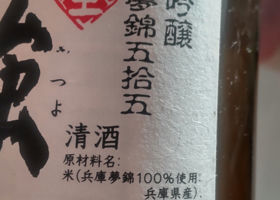 吟醸
夢錦五拾五
つよ
清酒
原材料名:
米(兵庫夢錦100%使用:
兵庫県産):